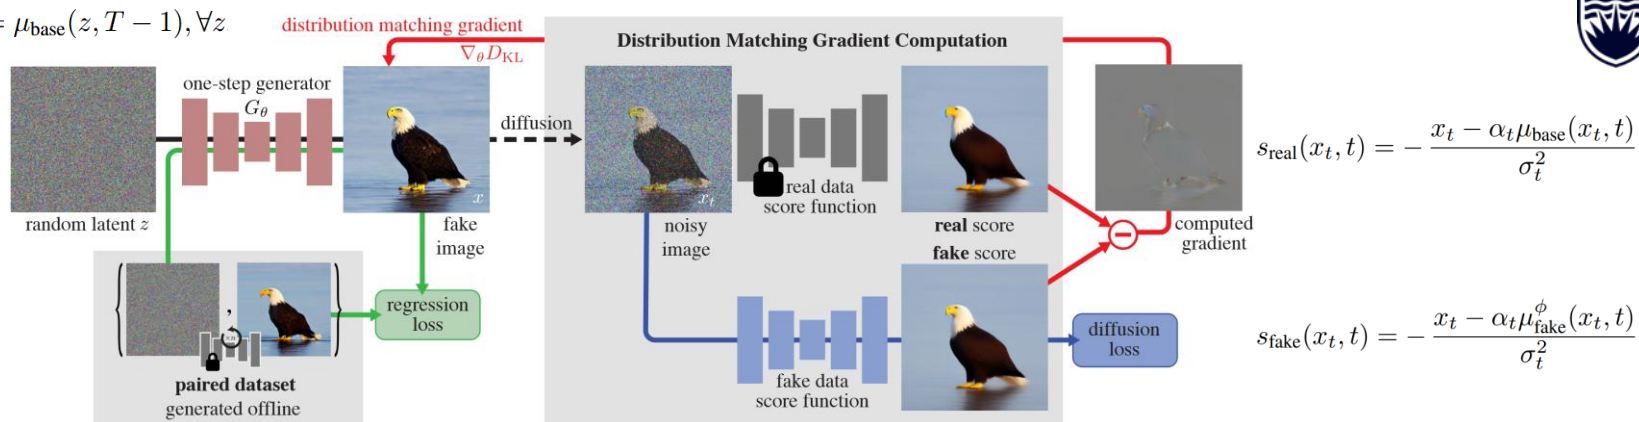 = μ_base(z, T − 1), ∀z
distribution matching gradient
∇_θ D_KL
Distribution Matching Gradient Computation
one-step generator
G_θ
diffusion
x
x_t
random latent z
fake
image
noisy
image
real data
score function
real score
fake score
computed
gradient
s_real(x_t, t) = − (x_t − α_t μ_base(x_t, t)) / σ_t^2
{ , }
×n
regression
loss
paired dataset
generated offline
fake data
score function
diffusion
loss
s_fake(x_t, t) = − (x_t − α_t μ_fake^ϕ(x_t, t)) / σ_t^2